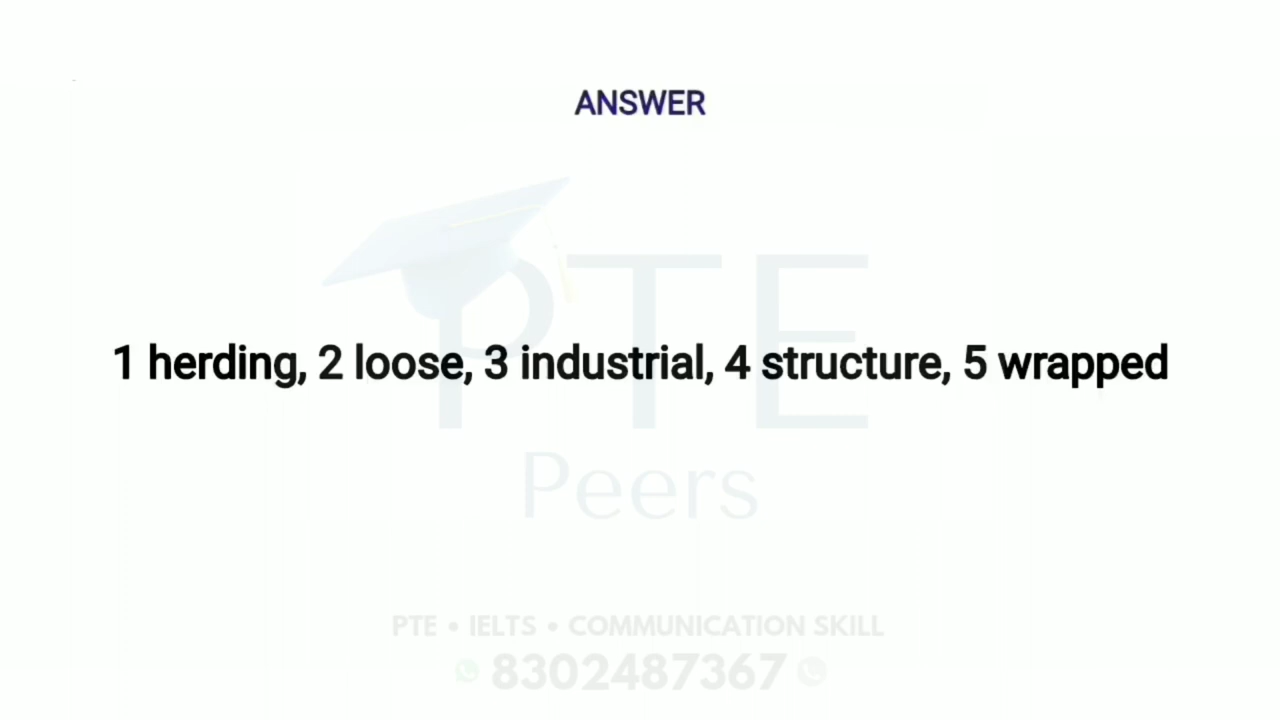 ANSWER
PTE
1 herding, 2 loose, 3 industrial, 4 structure, 5 wrapped
Peers
PTE • IELTS • COMMUNICATION SKILL
8302487367